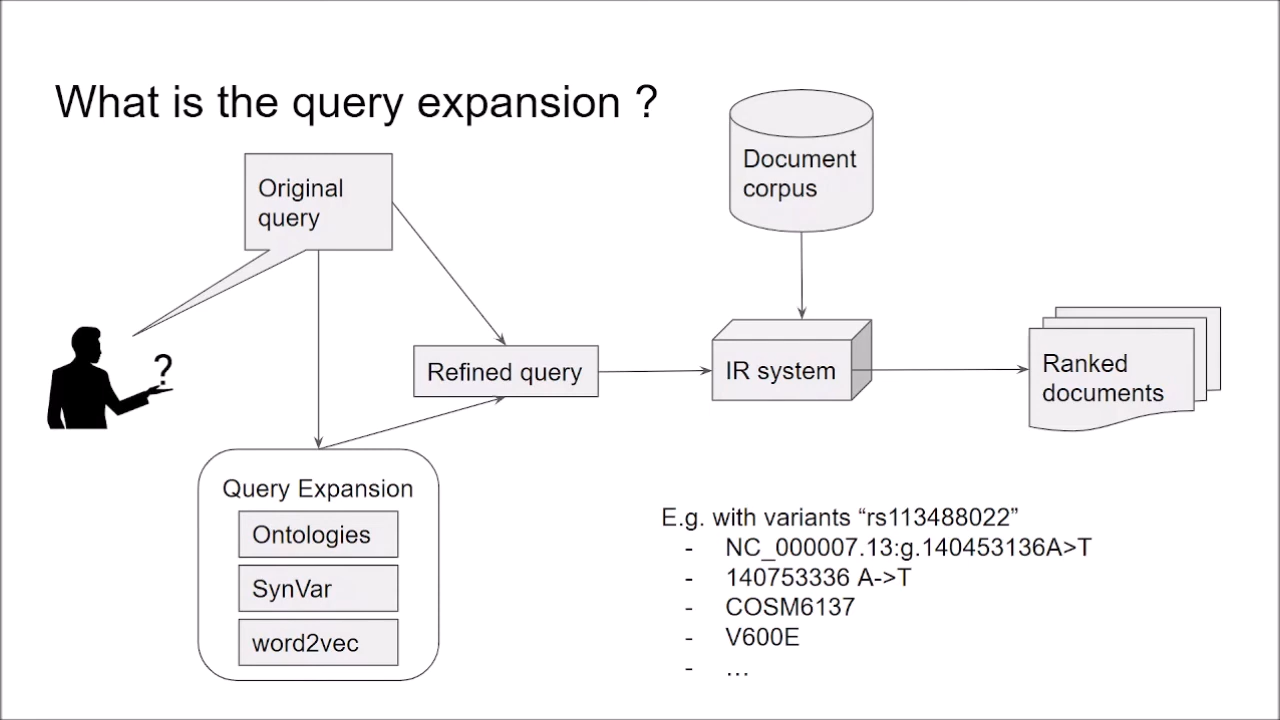 What is the query expansion ?
Original
query
Document
corpus
?
Refined query
IR system
Ranked
documents
Query Expansion
Ontologies
SynVar
word2vec
E.g. with variants “rs113488022”
- NC_000007.13:g.140453136A>T
- 140753336 A->T
- COSM6137
- V600E
- …